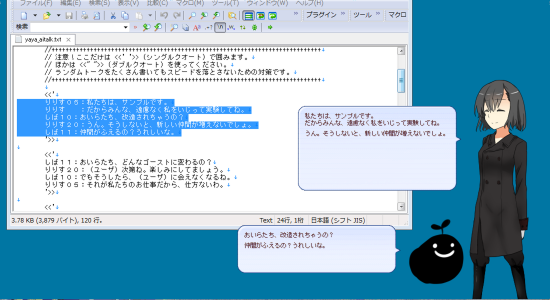 ファイル(F) 編集(E) 検索(S) 表示(V) 比較(C) マクロ(M) ツール(T) ウィンドウ(W) ヘルプ(H)
プラグイン ツール マクロ
検索
yaya_aitalk.txt
// 注意！ここだけは <<' '>>（シングルクオート）で囲みます。
// ほかは <<" ">>（ダブルクオート）を使ってください。
// ランダムトークをたくさん書いてもスピードを落とさないための対策です。
<<'
りりす０５：私たちは、サンプルです。
りりす　　：だからみんな、遠慮なく私をいじって実験してね。
しば１０：おいらたち、改造されちゃうの？
りりす２０：うん。そうしないと、新しい仲間が増えないでしょ。
しば１１：仲間がふえるの？うれしいな。
'>>
<<'
しば１１：おいらたち、どんなゴーストに変わるの？
りりす２０：（ユーザ）次第ね。楽しみにしてましょう。
しば１０：でもそうしたら、（ユーザ）に会えなくなるね。
りりす０５：それが私たちのお仕事だから、仕方ないわ。
'>>
<<'
3.78 KB (3,879 バイト), 120 行。 Text 24行, 1桁 日本語 (シフト JIS)
私たちは、サンプルです。
だからみんな、遠慮なく私をいじって実験してね。
うん。そうしないと、新しい仲間が増えないでしょ。
おいらたち、改造されちゃうの？
仲間がふえるの？うれしいな。